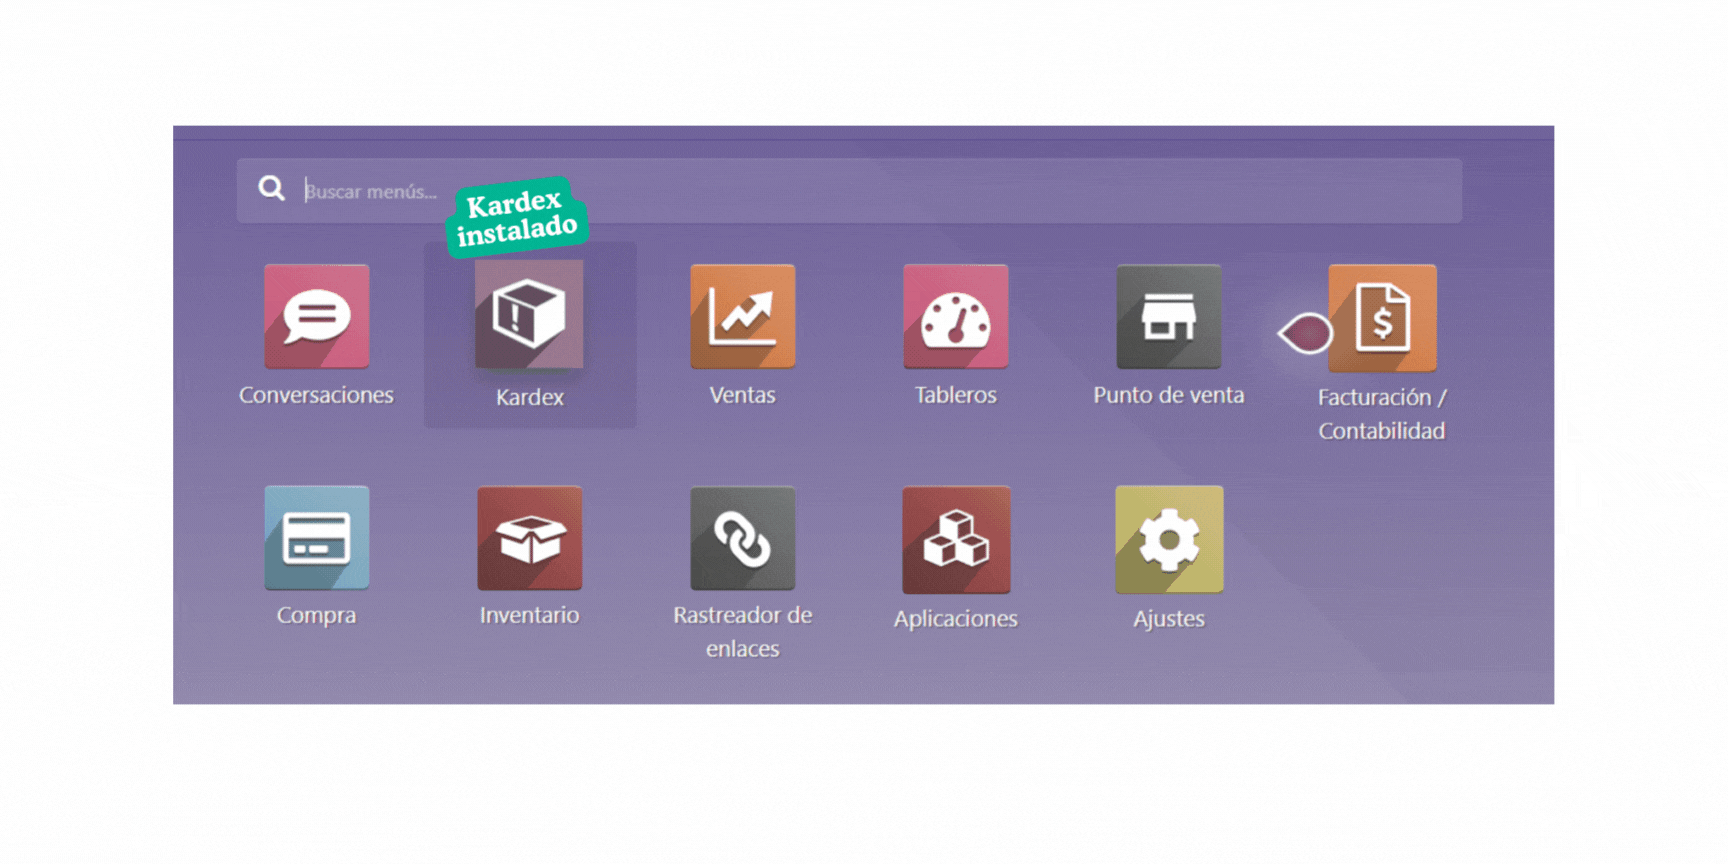 Buscar menús...
Kardex
instalado
Conversaciones
Kardex
Ventas
Tableros
Punto de venta
Facturación /
Contabilidad
Compra
Inventario
Rastreador de
enlaces
Aplicaciones
Ajustes